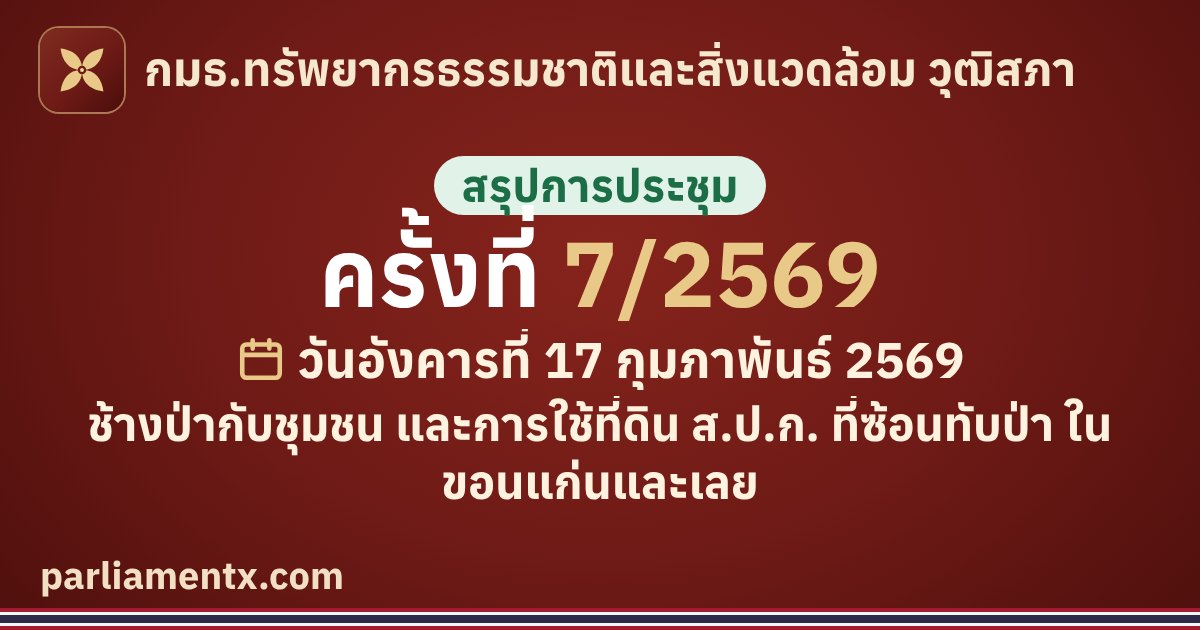 กมธ.ทรัพยากรธรรมชาติและสิ่งแวดล้อม วุฒิสภา
สรุปการประชุม
ครั้งที่ 7/2569
วันอังคารที่ 17 กุมภาพันธ์ 2569
ช้างป่ากับชุมชน และการใช้ที่ดิน ส.ป.ก. ที่ซ้อนทับป่า ใน
ขอนแก่นและเลย
parliamentx.com